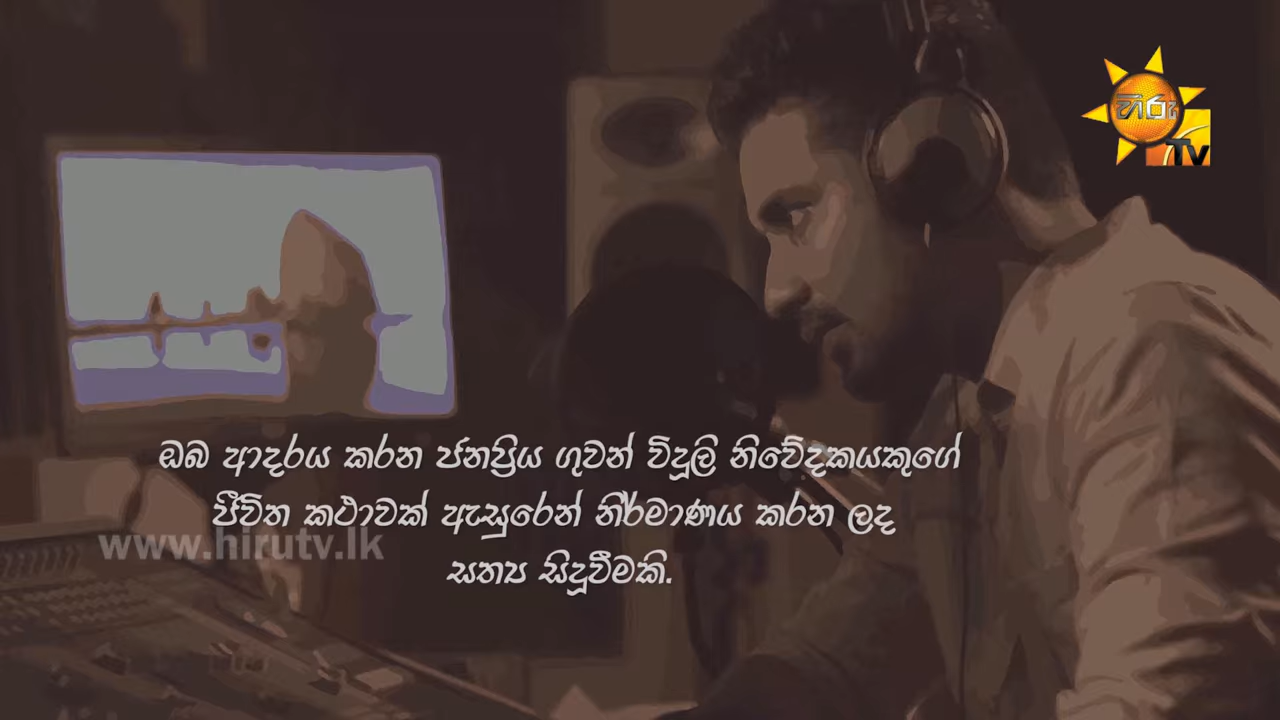 හිරු
TV
ඔබ ආදරය කරන ජනප්‍රිය ගුවන් විදුලි නිවේදකයකුගේ
ජීවිත කථාවක් ඇසුරෙන් නිර්මාණය කරන ලද
www.hirutv.lk
සත්‍ය සිදුවීමකි.